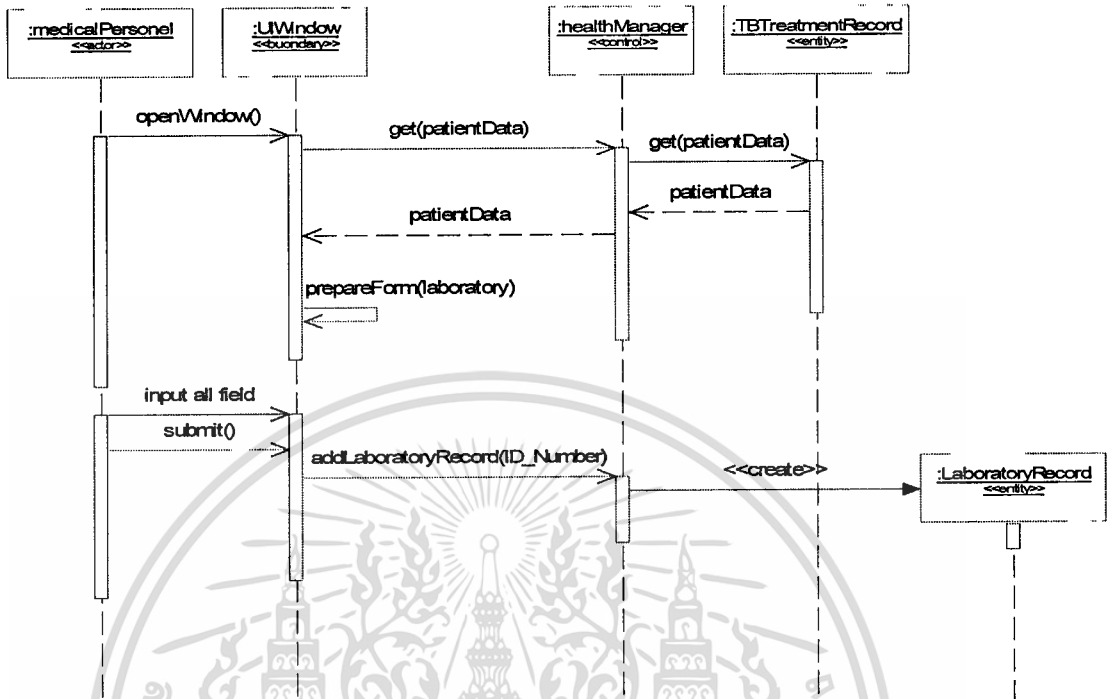 :medicalPersonel
<<actor>>
:UIWindow
<<buondary>>
:healthManager
<<control>>
:TBTreatmentRecord
<<entity>>
openWindow()
get(patientData)
get(patientData)
patientData
patientData
prepareForm(laboratory)
input all field
submit()
addLaboratoryRecord(ID_Number)
<<create>>
:LaboratoryRecord
<<entity>>